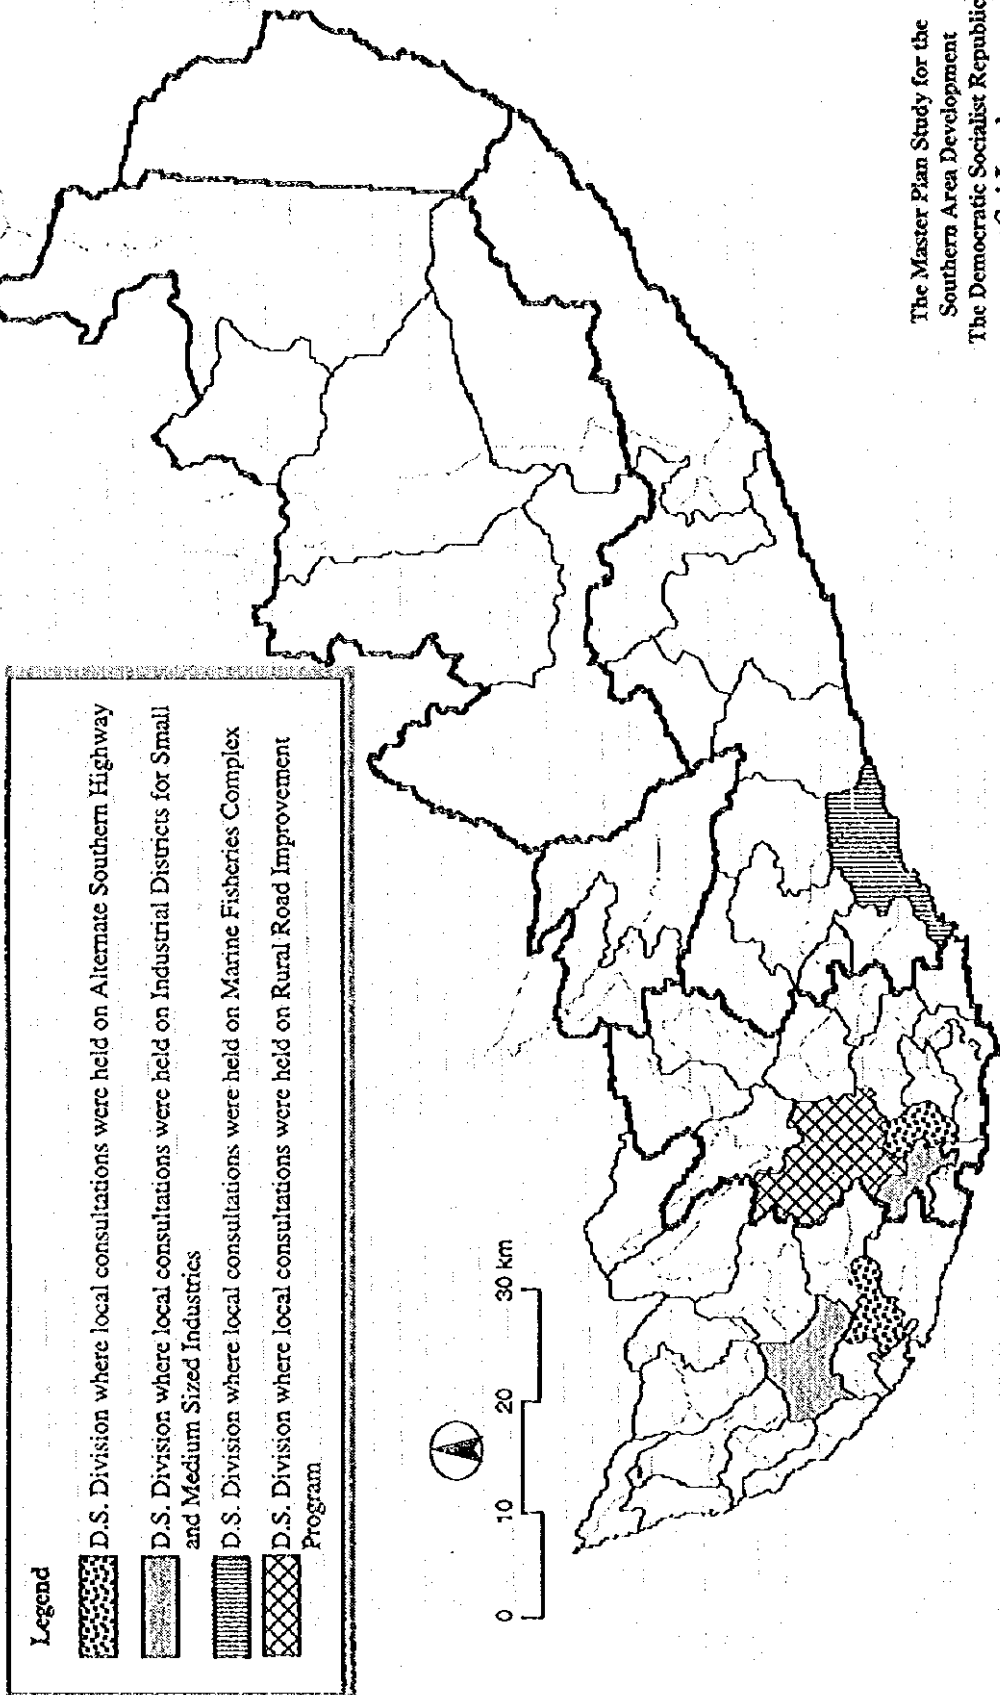 Legend
D.S. Division where local consultations were held on Alternate Southern Highway
D.S. Division where local consultations were held on Industrial Districts for Small
and Medium Sized Industries
D.S. Division where local consultations were held on Marine Fisheries Complex
D.S. Division where local consultations were held on Rural Road Improvement
Program
0 10 20 30 km
The Master Plan Study for the
Southern Area Development
The Democratic Socialist Republic